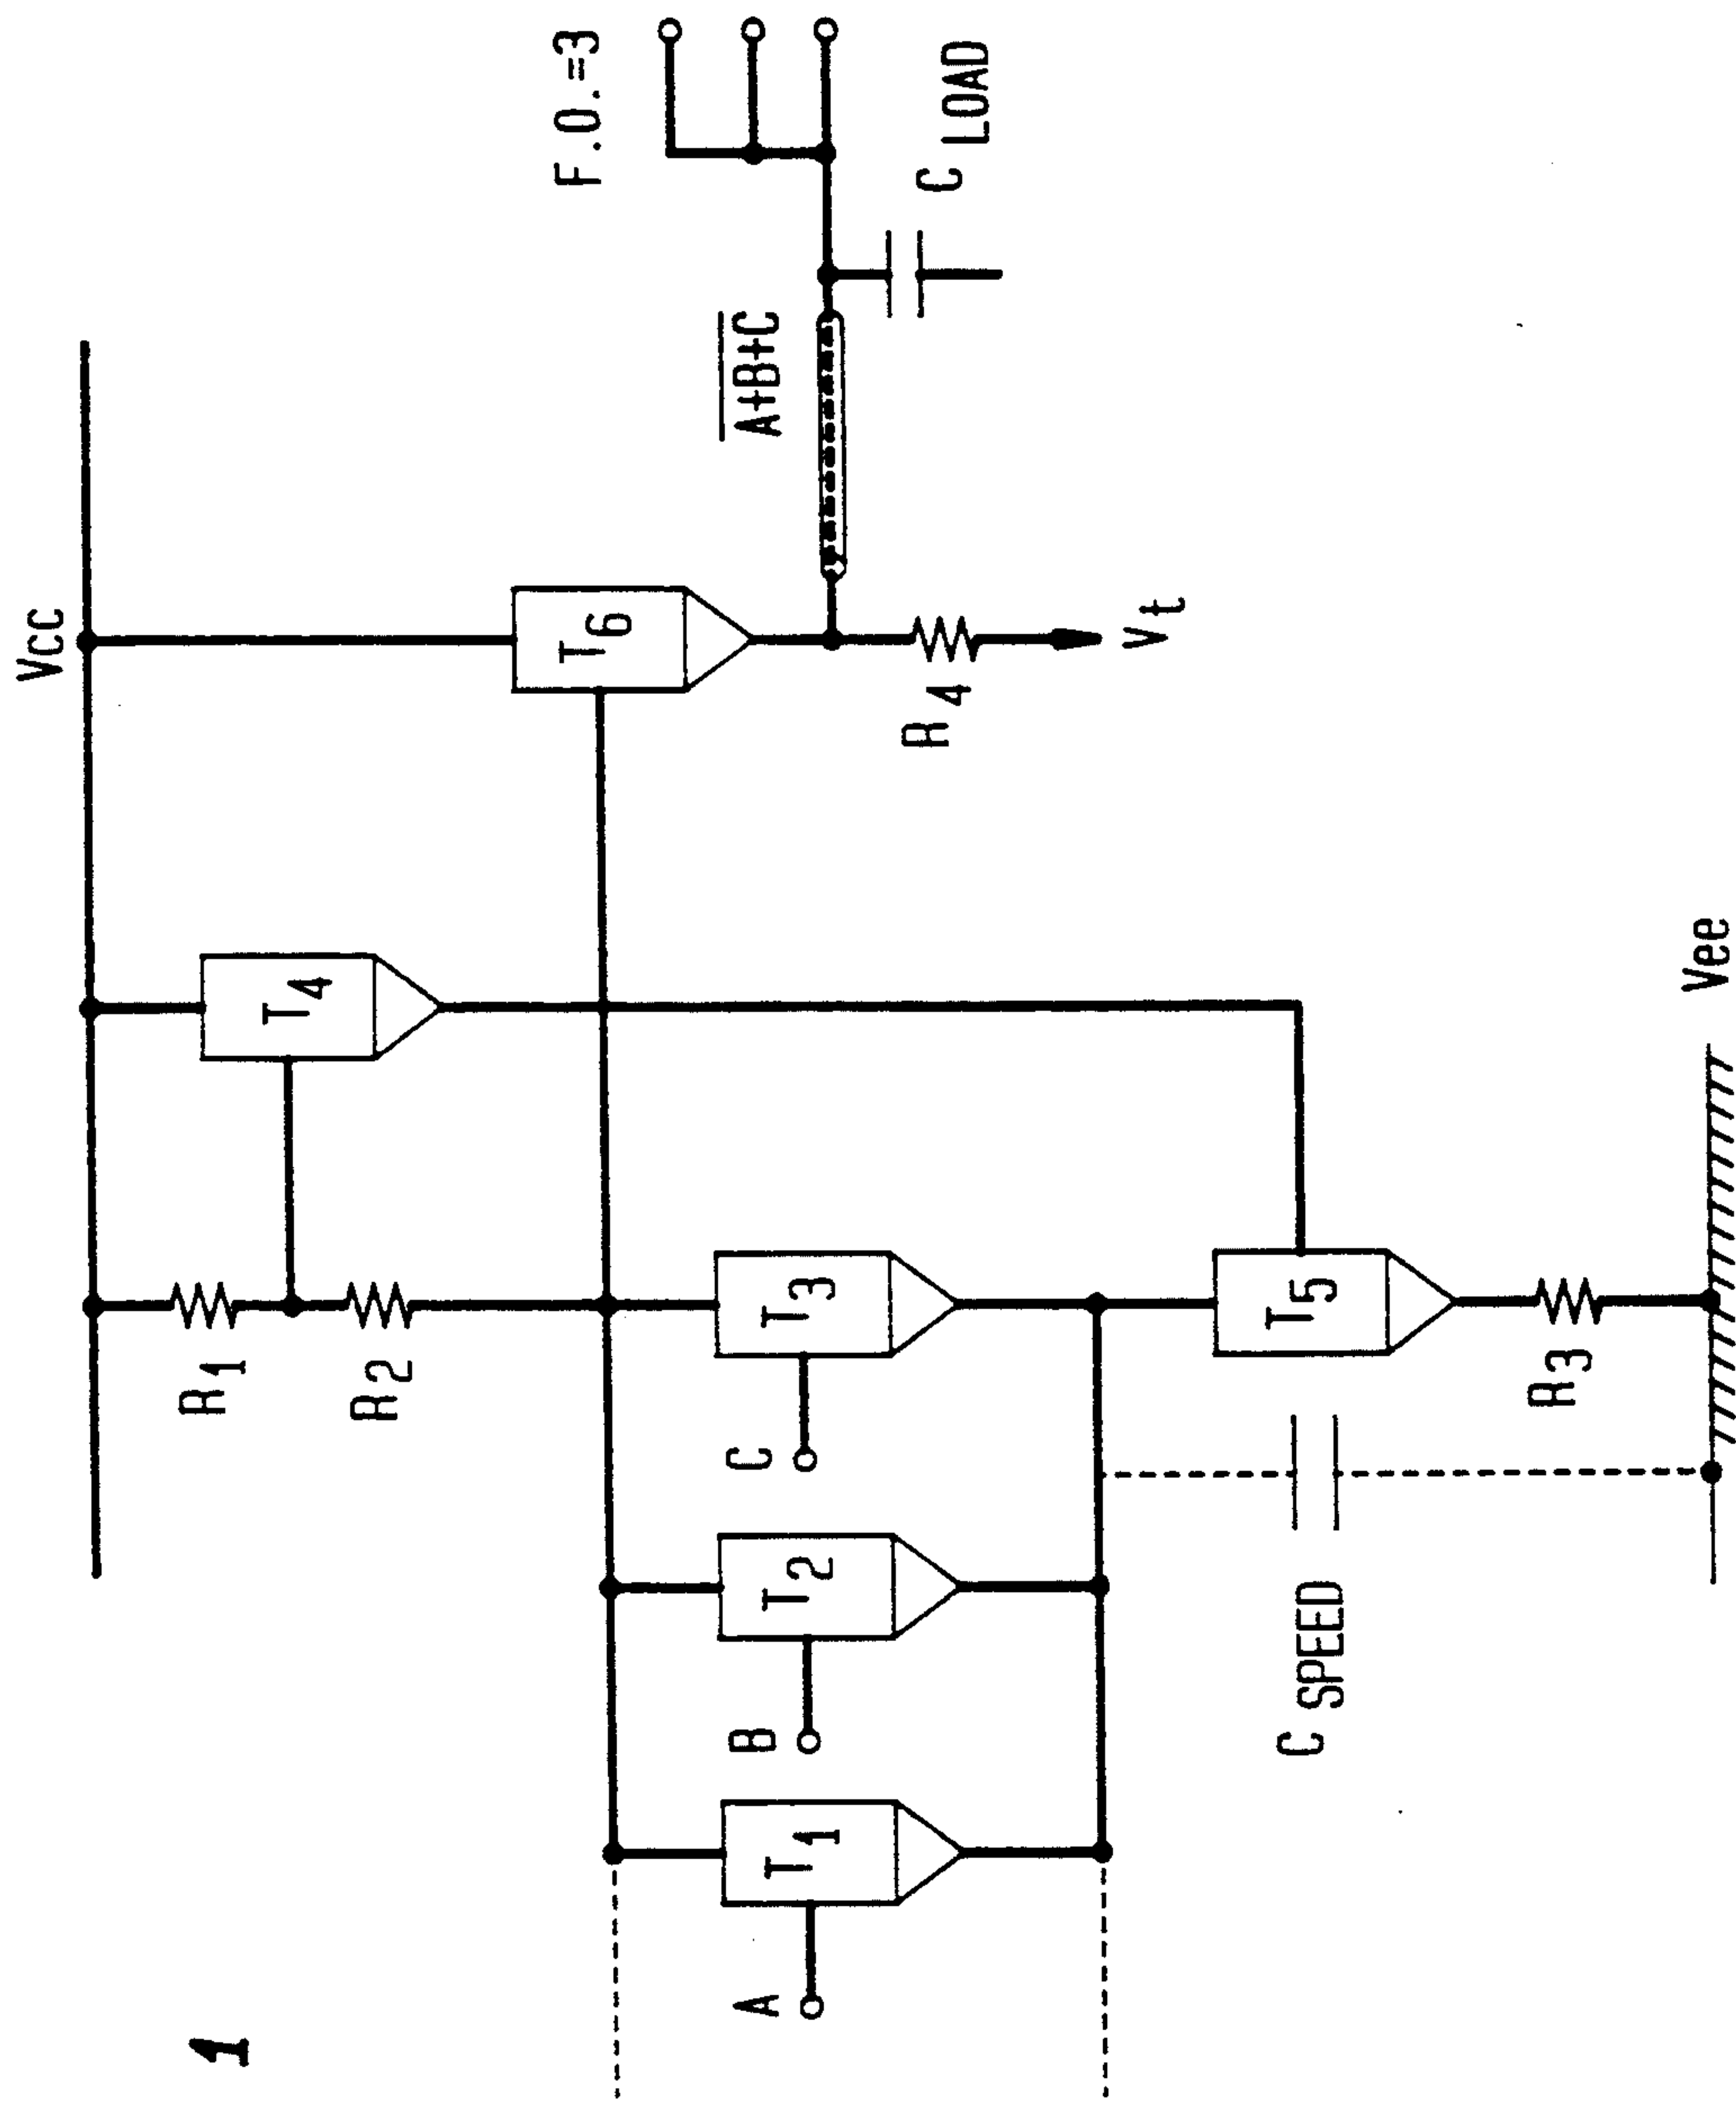 1
Vcc
R1
R2
T4
T6
F.O.=3
A+B+C
C LOAD
R4
Vt
A
T1
B
T2
C
T3
C SPEED
T5
R3
Vee